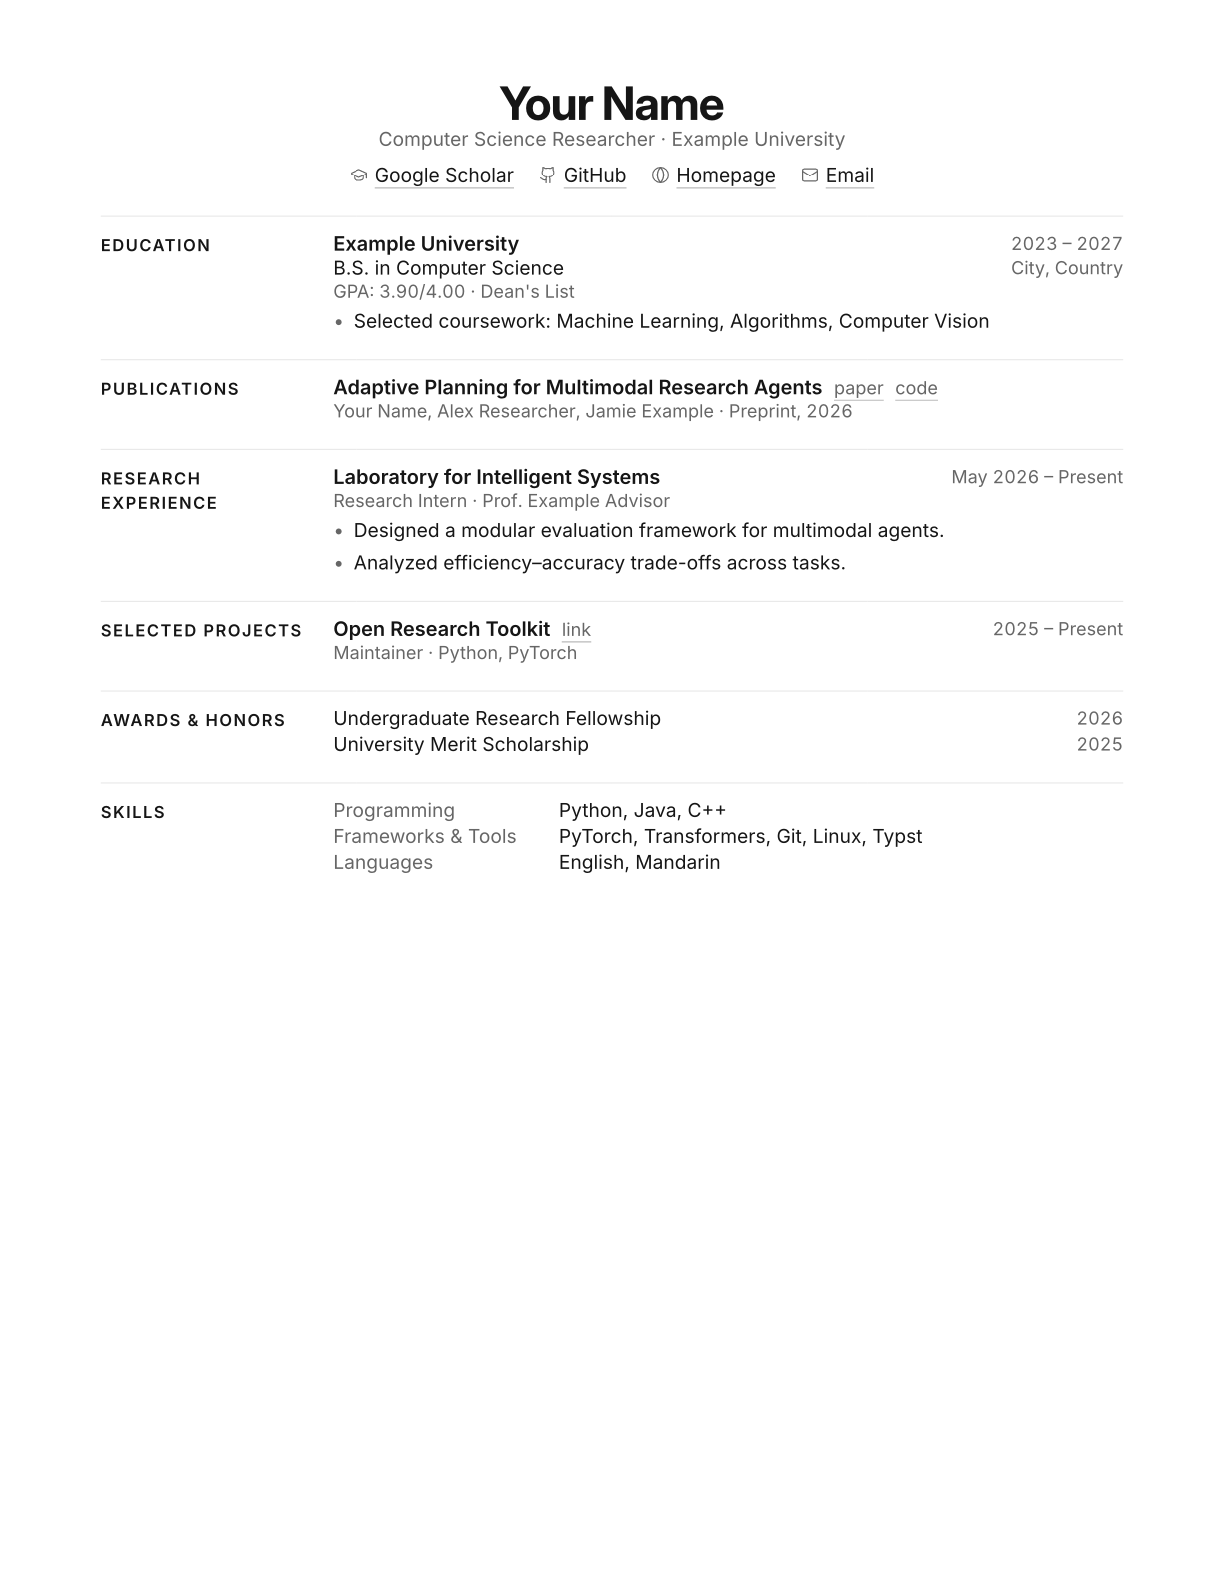 Your Name
Computer Science Researcher · Example University
Google Scholar GitHub Homepage Email
EDUCATION Example University 2023 – 2027
B.S. in Computer Science City, Country
GPA: 3.90/4.00 · Dean's List
• Selected coursework: Machine Learning, Algorithms, Computer Vision
PUBLICATIONS Adaptive Planning for Multimodal Research Agents paper code
Your Name, Alex Researcher, Jamie Example · Preprint, 2026
RESEARCH Laboratory for Intelligent Systems May 2026 – Present
EXPERIENCE Research Intern · Prof. Example Advisor
• Designed a modular evaluation framework for multimodal agents.
• Analyzed efficiency–accuracy trade-offs across tasks.
SELECTED PROJECTS Open Research Toolkit link 2025 – Present
Maintainer · Python, PyTorch
AWARDS & HONORS Undergraduate Research Fellowship 2026
University Merit Scholarship 2025
SKILLS Programming Python, Java, C++
Frameworks & Tools PyTorch, Transformers, Git, Linux, Typst
Languages English, Mandarin